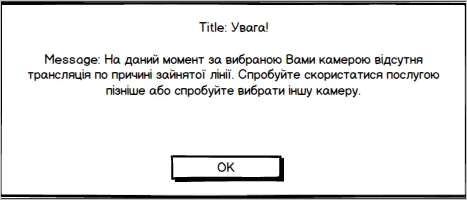 Title: Увага!
Message: На даний момент за вибраною Вами камерою відсутня
трансляція по причині зайнятої лінії. Спробуйте скористатися послугою
пізніше або спробуйте вибрати іншу камеру.
OK